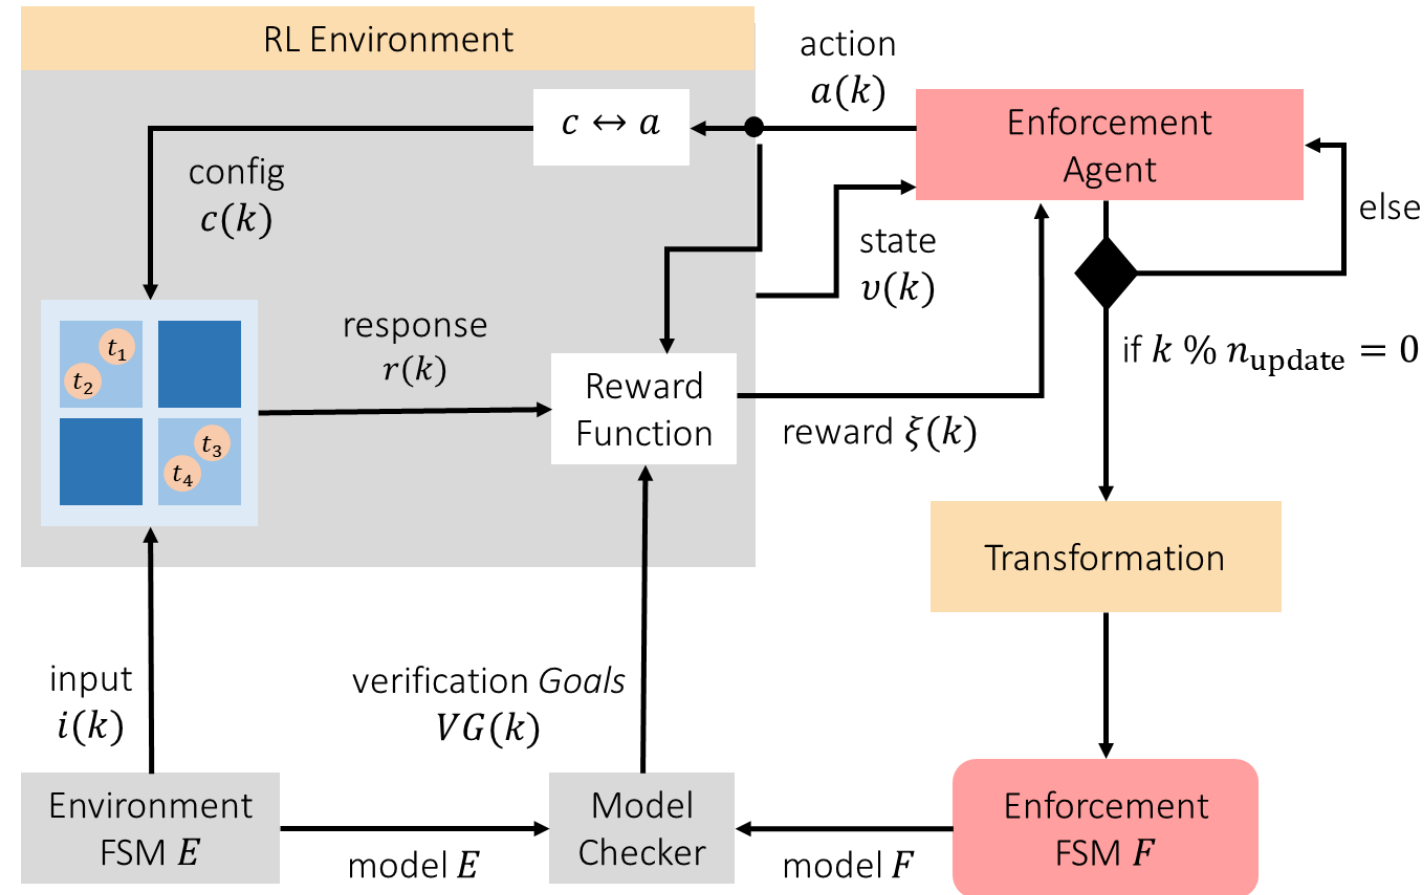 RL Environment
action
a(k)
c ↔ a
Enforcement
Agent
config
c(k)
else
state
υ(k)
response
r(k)
t₁
t₂
t₃
t₄
if k % n_update = 0
Reward
Function
reward ξ(k)
Transformation
input
i(k)
verification Goals
VG(k)
Environment
FSM E
model E
Model
Checker
model F
Enforcement
FSM F